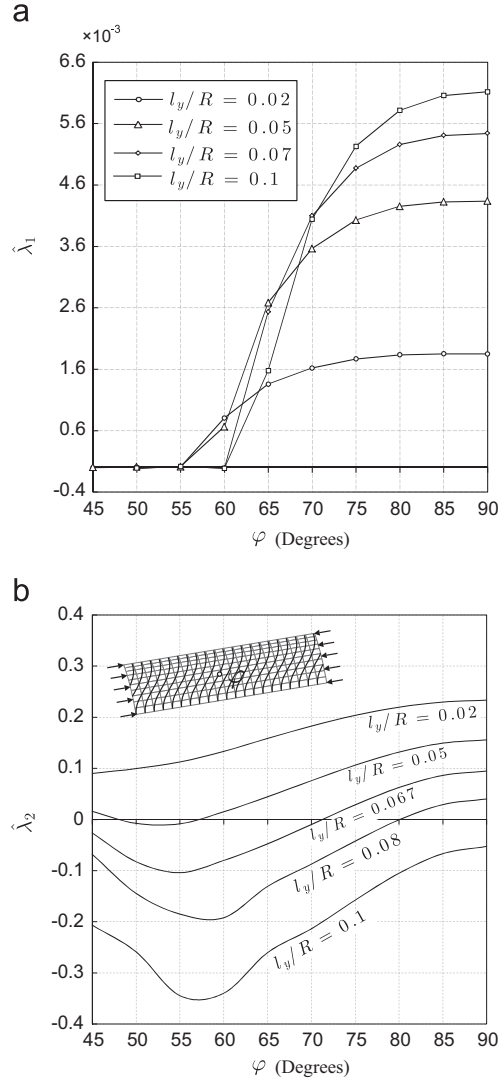 a
×10⁻³
6.6
5.6
4.6
3.6
2.6
1.6
0.6
-0.4
λ̂₁
l_y/R = 0.02
l_y/R = 0.05
l_y/R = 0.07
l_y/R = 0.1
45 50 55 60 65 70 75 80 85 90
φ (Degrees)
b
0.4
0.3
0.2
0.1
0
-0.1
-0.2
-0.3
-0.4
λ̂₂
φ
l_y/R = 0.02
l_y/R = 0.05
l_y/R = 0.067
l_y/R = 0.08
l_y/R = 0.1
45 50 55 60 65 70 75 80 85 90
φ (Degrees)